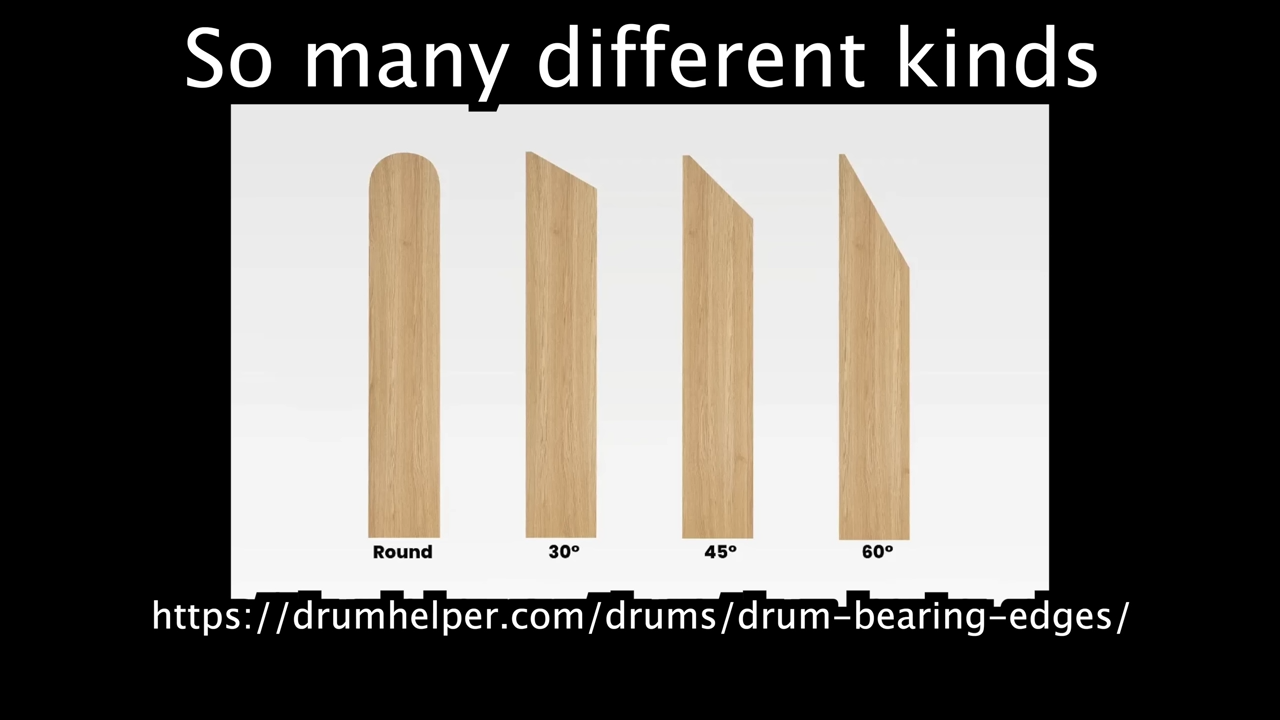 So many different kinds
Round 30° 45° 60°
https://drumhelper.com/drums/drum-bearing-edges/